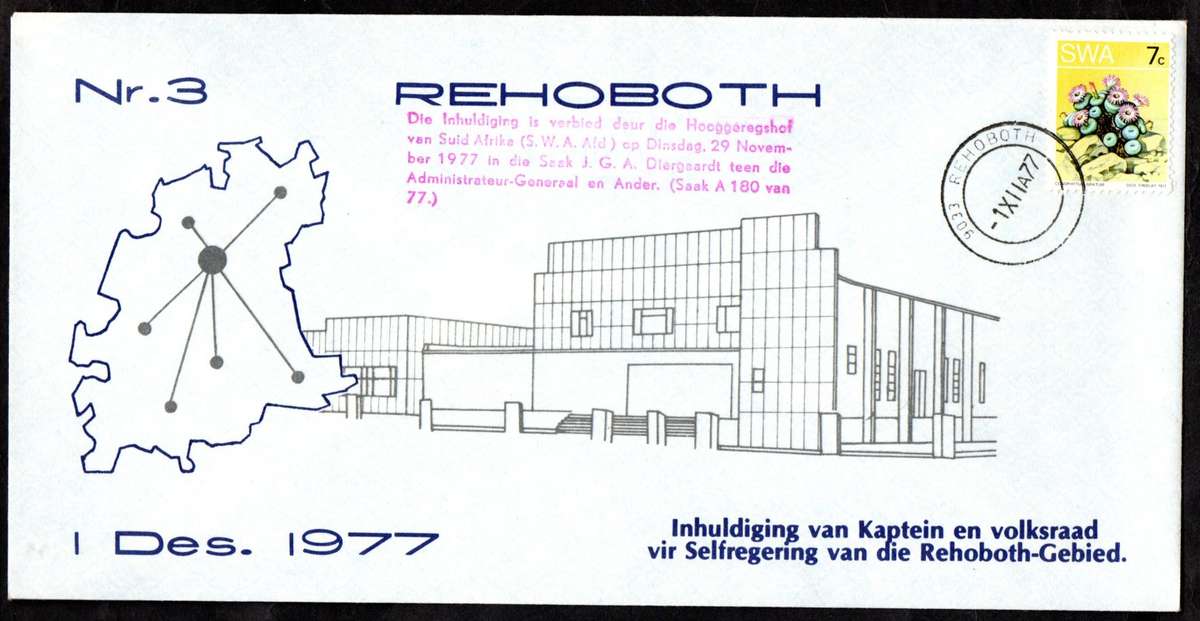 Nr. 3
REHOBOTH
Die Inhuldiging is verbied deur die Hooggeregshof
van Suid Afrika (S.W.A. Afd) op Dinsdag, 29 Novem-
ber 1977 in die Saak J. G. A. Diergaardt teen die
Administrateur-Generaal en Ander. (Saak A 180 van
77.)
SWA 7c
9033 REHOBOTH
-1XII A77
1 Des. 1977
Inhuldiging van Kaptein en volksraad
vir Selfregering van die Rehoboth-Gebied.